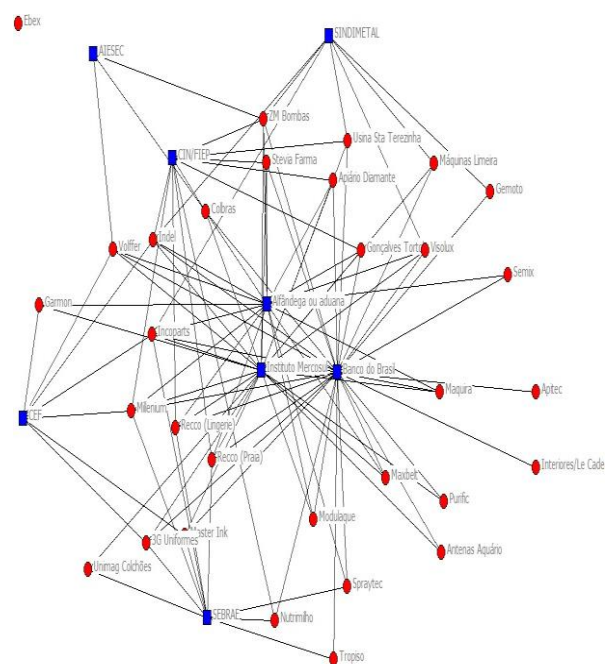 Ebex
SINDIMETAL
AIESEC
ZM Bombas
Usina Sta Terezinha
CIN/FIEP
Stevia Farma
Máquinas Limeira
Apiário Diamante
Gemoto
Colbras
Indel
Volffer
Gonçalves Tortul
Visolux
Semix
Garmon
Alfândega ou aduana
Incoparts
Instituto Mercosul
Banco do Brasil
Maquira
Aptec
Milenium
CEF
Recco (Lingerie)
Recco (Praia)
Interiores/Le Cade
Maxbelt
Purific
Modulaque
Master Ink
3G Uniformes
Antenas Aquário
Unimag Colchões
Spraytec
SEBRAE
Nutrimilho
Tropiso